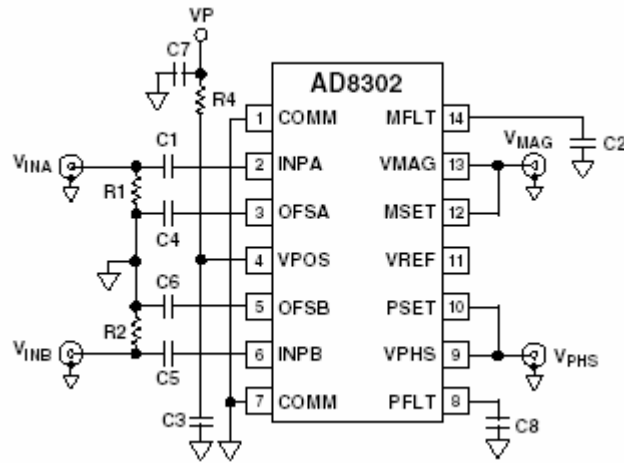 VP
C7
R4
AD8302
1 COMM MFLT 14
C1
VMAG
C2
VINA
2 INPA VMAG 13
R1
3 OFSA MSET 12
C4
4 VPOS VREF 11
C6
5 OFSB PSET 10
R2
VINB
6 INPB VPHS 9
VPHS
C5
7 COMM PFLT 8
C3
C8